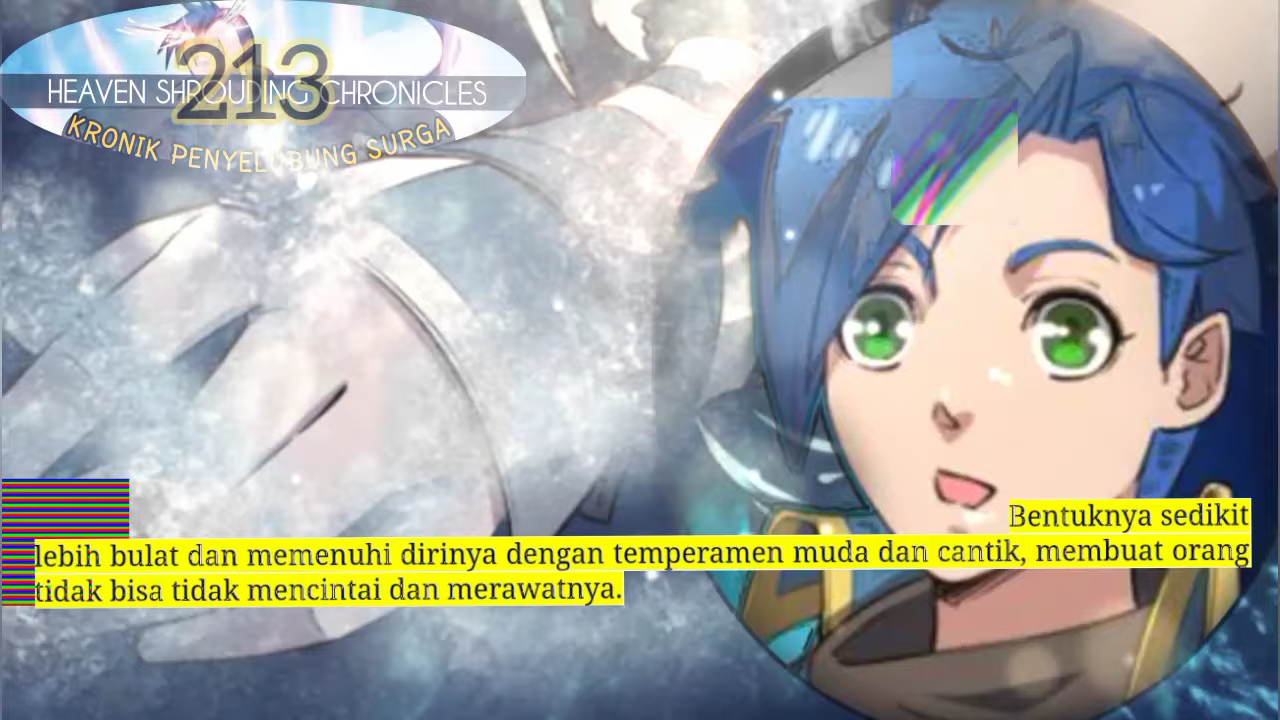 213
HEAVEN SHROUDING CHRONICLES
KRONIK PENYELUBUNG SURGA
Bentuknya sedikit
lebih bulat dan memenuhi dirinya dengan temperamen muda dan cantik, membuat orang
tidak bisa tidak mencintai dan merawatnya.